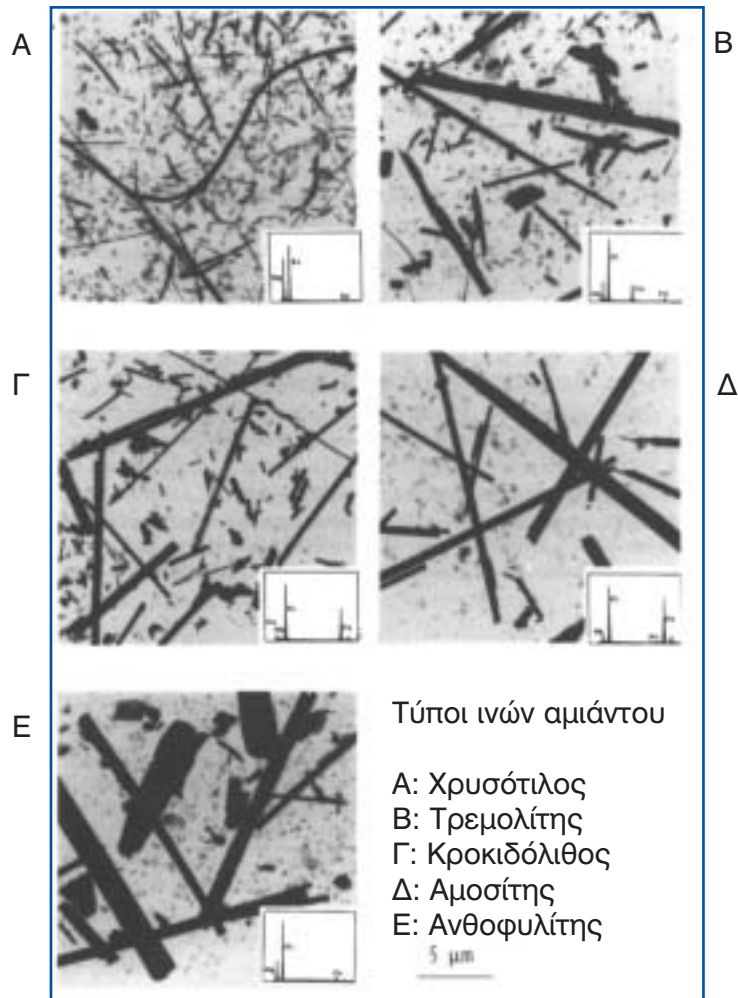 Α
Β
Γ
Δ
Ε
Τύποι ινών αμιάντου
Α: Χρυσότιλος
Β: Τρεμολίτης
Γ: Κροκιδόλιθος
Δ: Αμοσίτης
Ε: Ανθοφυλίτης
5 μm